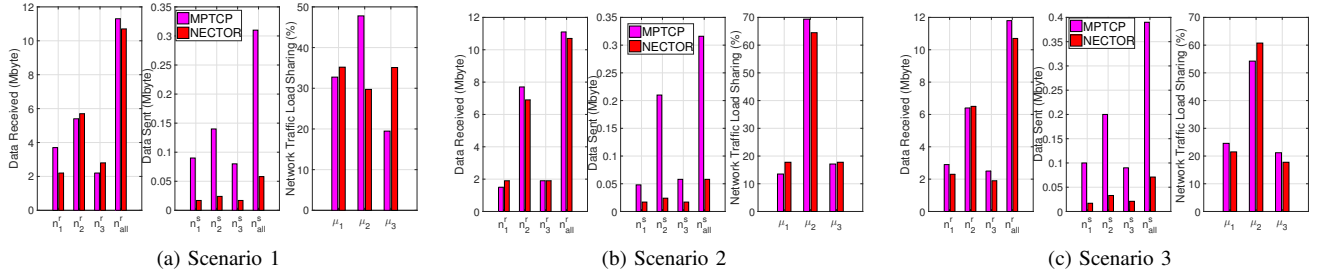 Data Received (Mbyte)
12
10
8
6
4
2
0
n₁ʳ n₂ʳ n₃ʳ nₐₗₗʳ
MPTCP
NECTOR
Data Sent (Mbyte)
0.35
0.3
0.25
0.2
0.15
0.1
0.05
0
n₁ˢ n₂ˢ n₃ˢ nₐₗₗˢ
Network Traffic Load Sharing (%)
50
40
30
20
10
0
μ₁ μ₂ μ₃
(a) Scenario 1
Data Received (Mbyte)
12
10
8
6
4
2
0
n₁ʳ n₂ʳ n₃ʳ nₐₗₗʳ
MPTCP
NECTOR
Data Sent (Mbyte)
0.35
0.3
0.25
0.2
0.15
0.1
0.05
0
n₁ˢ n₂ˢ n₃ˢ nₐₗₗˢ
Network Traffic Load Sharing (%)
70
60
50
40
30
20
10
0
μ₁ μ₂ μ₃
(b) Scenario 2
Data Received (Mbyte)
12
10
8
6
4
2
0
n₁ʳ n₂ʳ n₃ʳ nₐₗₗʳ
MPTCP
NECTOR
Data Sent (Mbyte)
0.4
0.35
0.3
0.25
0.2
0.15
0.1
0.05
0
n₁ˢ n₂ˢ n₃ˢ nₐₗₗˢ
Network Traffic Load Sharing (%)
70
60
50
40
30
20
10
0
μ₁ μ₂ μ₃
(c) Scenario 3